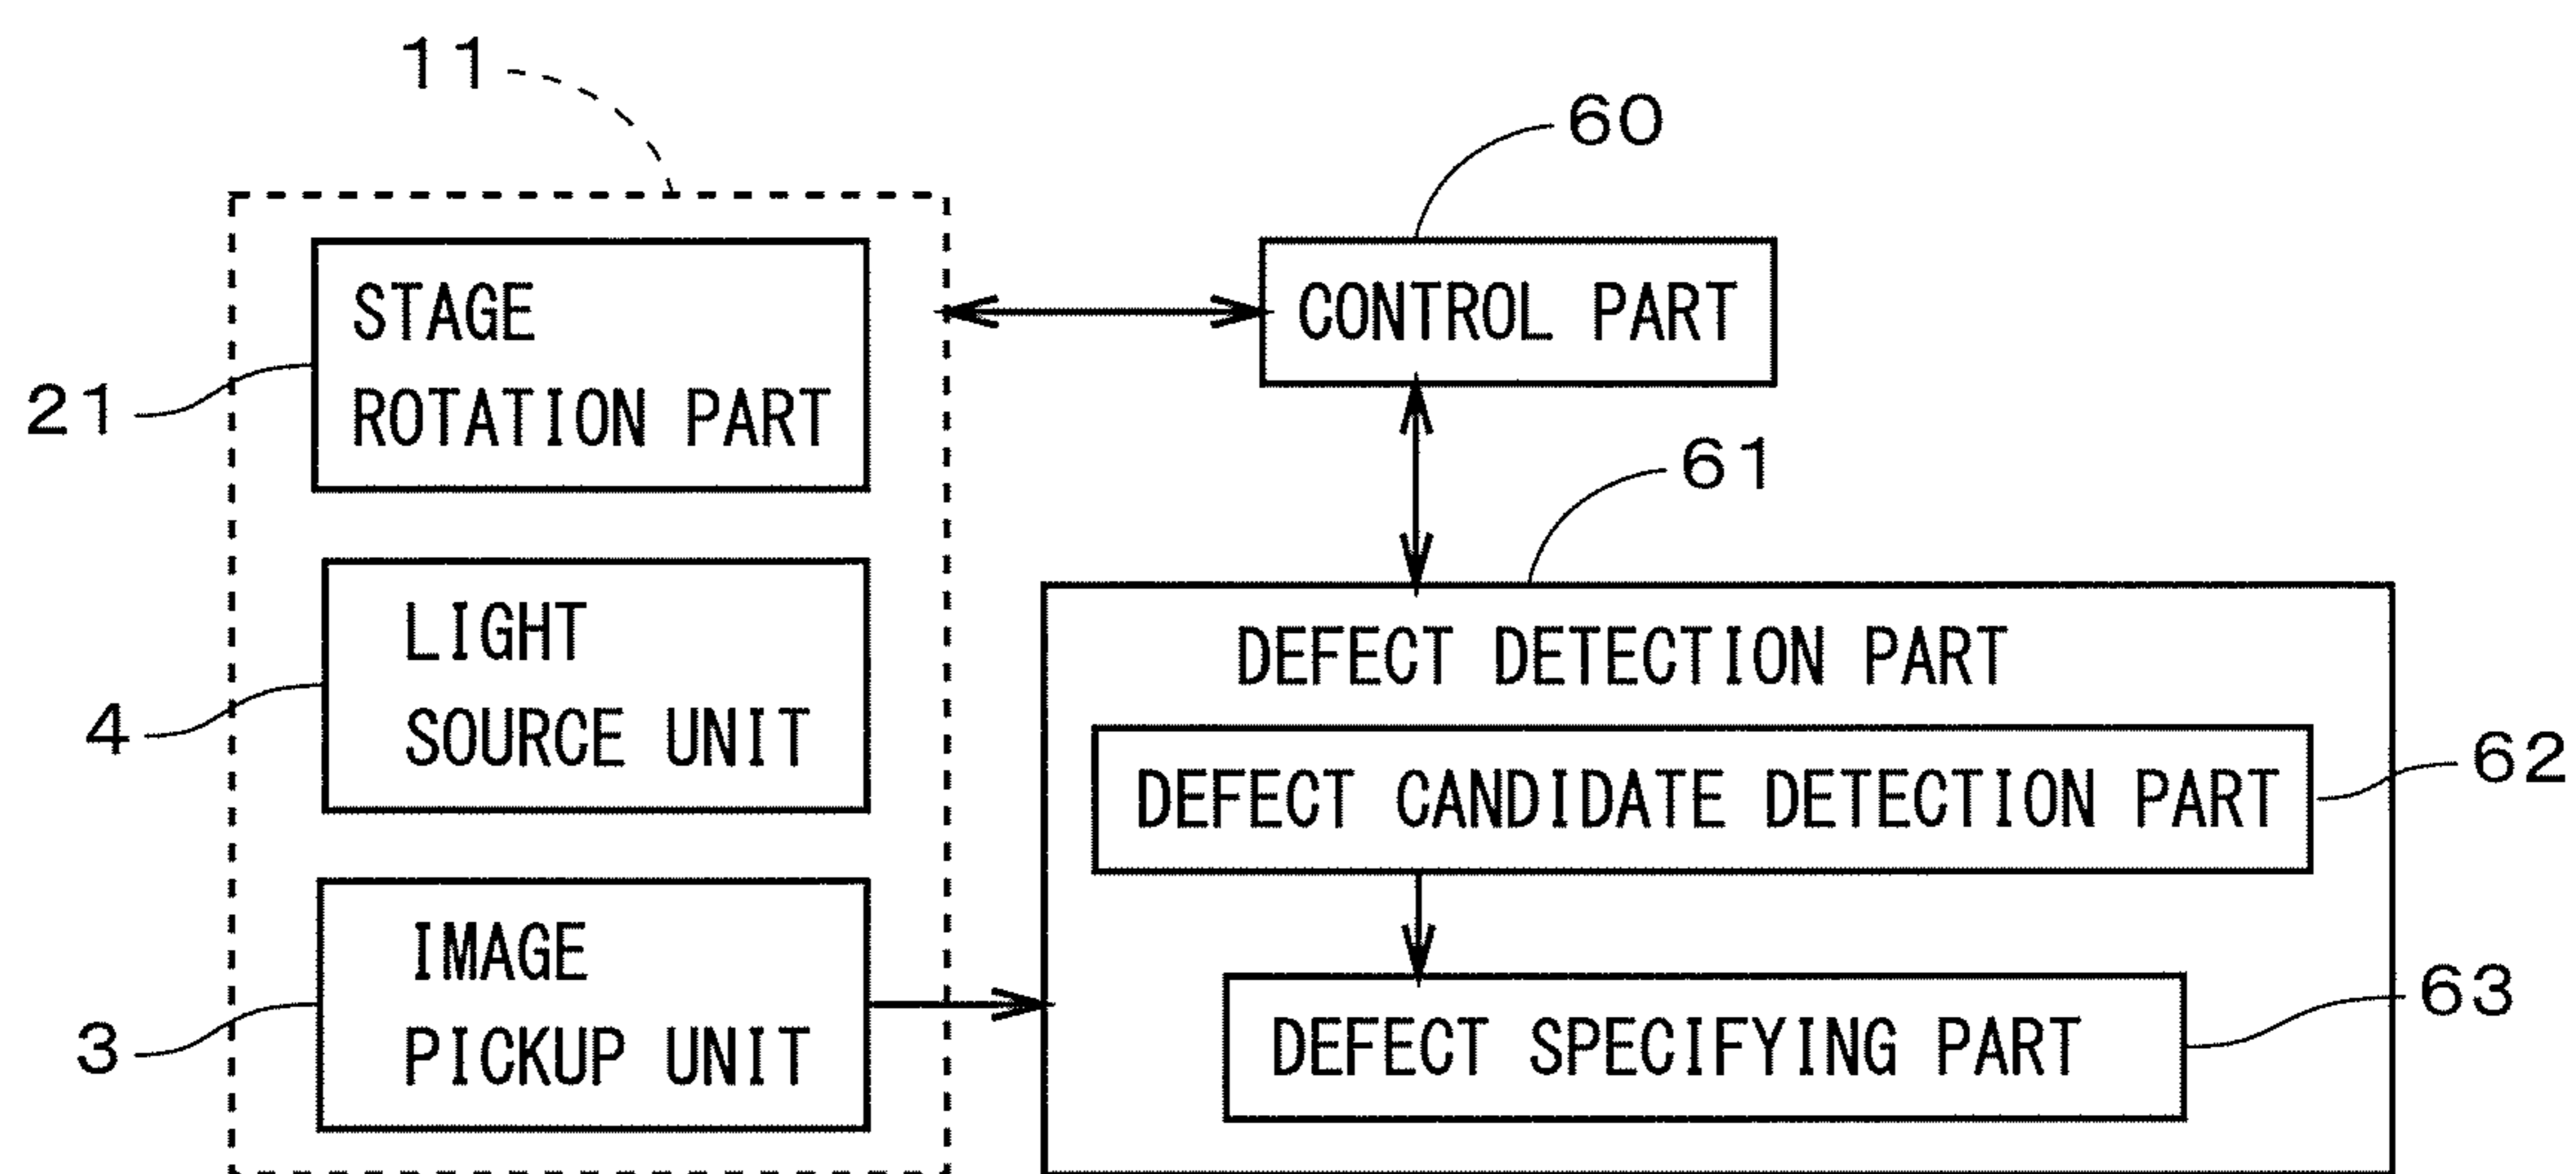 11
60
STAGE
ROTATION PART
CONTROL PART
21
61
LIGHT
SOURCE UNIT
4
DEFECT DETECTION PART
DEFECT CANDIDATE DETECTION PART
62
IMAGE
PICKUP UNIT
3
DEFECT SPECIFYING PART
63